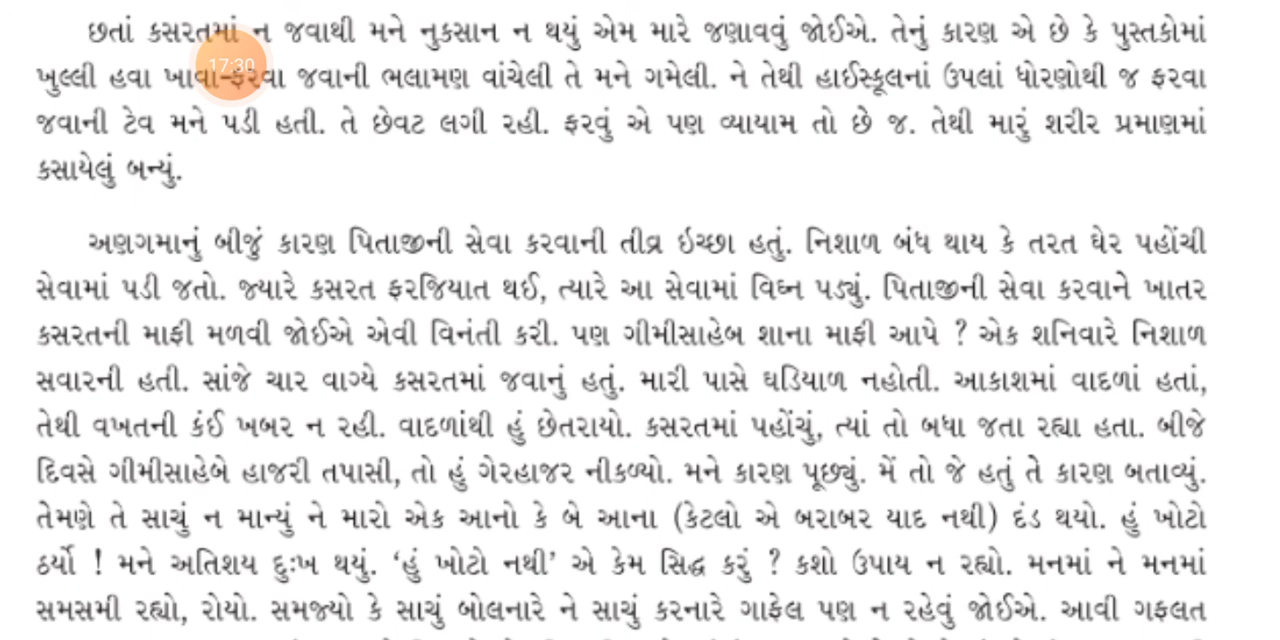 છતાં કસરતમાં ન જવાથી મને નુકસાન ન થયું એમ મારે જણાવવું જોઈએ. તેનું કારણ એ છે કે પુસ્તકોમાં
17:30
ખુલ્લી હવા ખાવા-ફરવા જવાની ભલામણ વાંચેલી તે મને ગમેલી. ને તેથી હાઈસ્કૂલનાં ઉપલાં ધોરણોથી જ ફરવા
જવાની ટેવ મને પડી હતી. તે છેવટ લગી રહી. ફરવું એ પણ વ્યાયામ તો છે જ. તેથી મારું શરીર પ્રમાણમાં
કસાયેલું બન્યું.
અણગમાનું બીજું કારણ પિતાજીની સેવા કરવાની તીવ્ર ઇચ્છા હતું. નિશાળ બંધ થાય કે તરત ઘેર પહોંચી
સેવામાં પડી જતો. જ્યારે કસરત ફરજિયાત થઈ, ત્યારે આ સેવામાં વિઘ્ન પડ્યું. પિતાજીની સેવા કરવાને ખાતર
કસરતની માફી મળવી જોઈએ એવી વિનંતી કરી. પણ ગીમીસાહેબ શાના માફી આપે ? એક શનિવારે નિશાળ
સવારની હતી. સાંજે ચાર વાગ્યે કસરતમાં જવાનું હતું. મારી પાસે ઘડિયાળ નહોતી. આકાશમાં વાદળાં હતાં,
તેથી વખતની કંઈ ખબર ન રહી. વાદળાંથી હું છેતરાયો. કસરતમાં પહોંચું, ત્યાં તો બધા જતા રહ્યા હતા. બીજે
દિવસે ગીમીસાહેબે હાજરી તપાસી, તો હું ગેરહાજર નીકળ્યો. મને કારણ પૂછ્યું. મેં તો જે હતું તે કારણ બતાવ્યું.
તેમણે તે સાચું ન માન્યું ને મારો એક આનો કે બે આના (કેટલો એ બરાબર યાદ નથી) દંડ થયો. હું ખોટો
ઠર્યો ! મને અતિશય દુઃખ થયું. ‘હું ખોટો નથી’ એ કેમ સિદ્ધ કરું ? કશો ઉપાય ન રહ્યો. મનમાં ને મનમાં
સમસમી રહ્યો, રોયો. સમજ્યો કે સાચું બોલનારે ને સાચું કરનારે ગાફેલ પણ ન રહેવું જોઈએ. આવી ગફલત